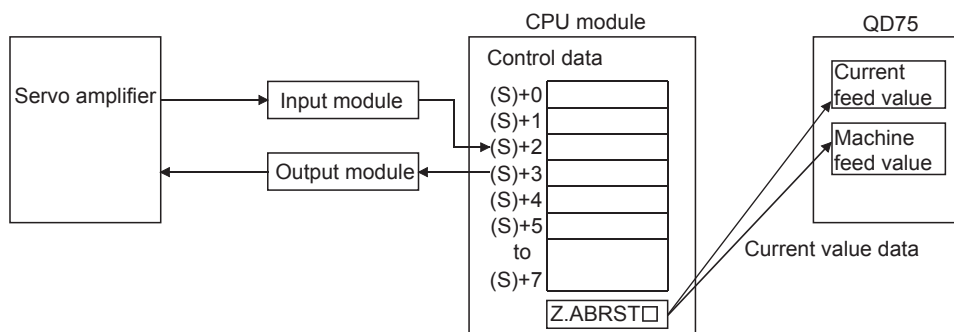 CPU module
QD75
Servo amplifier
Input module
Output module
Control data
(S)+0
(S)+1
(S)+2
(S)+3
(S)+4
(S)+5
to
(S)+7
Z.ABRST□
Current
feed value
Machine
feed value
Current value data